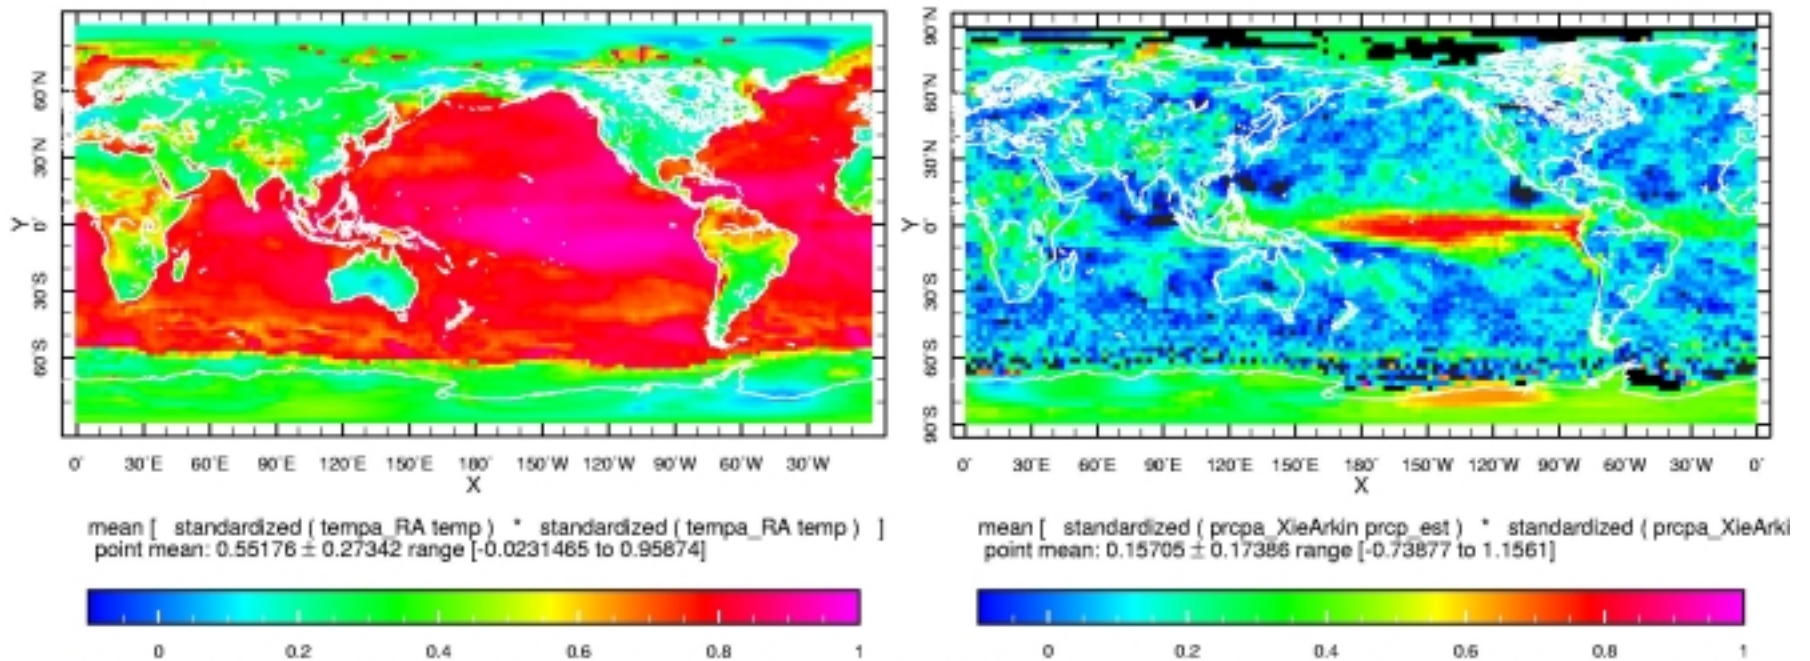 90°N
60°N
30°N
0°
30°S
60°S
Y
0° 30°E 60°E 90°E 120°E 150°E 180° 150°W 120°W 90°W 60°W 30°W
X
mean [ standardized ( tempa_RA temp ) * standardized ( tempa_RA temp ) ]
point mean: 0.55176 ± 0.27342 range [-0.0231465 to 0.95874]
0 0.2 0.4 0.6 0.8 1
60°N
30°N
0°
30°S
60°S
90°S
Y
0° 30°E 60°E 90°E 120°E 150°E 180° 150°W 120°W 90°W 60°W 30°W 0°
X
mean [ standardized ( prcpa_XieArkin prcp_est ) * standardized ( prcpa_XieArki
point mean: 0.15705 ± 0.17386 range [-0.73877 to 1.1561]
0 0.2 0.4 0.6 0.8 1